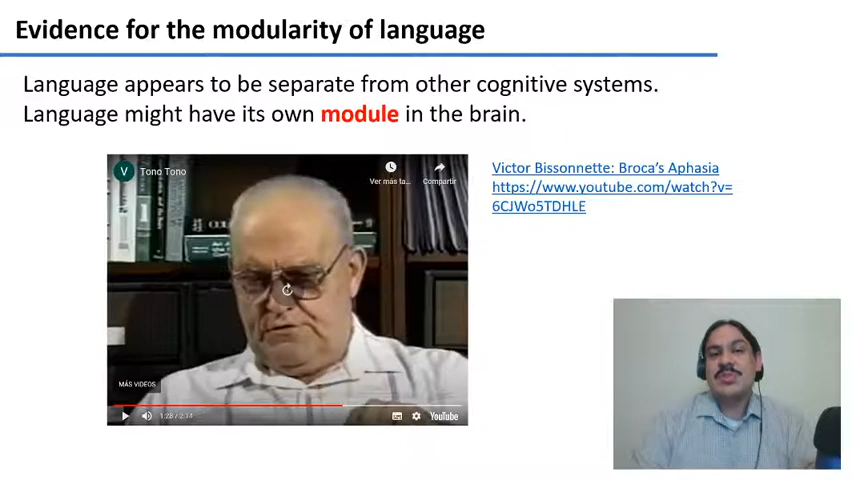 Evidence for the modularity of language
Language appears to be separate from other cognitive systems.
Language might have its own module in the brain.
V Tono Tono
Ver más ta... Compartir
Victor Bissonnette: Broca's Aphasia
https://www.youtube.com/watch?v=
6CJWo5TDHLE
MÁS VIDEOS
1:28 / 2:14
YouTube